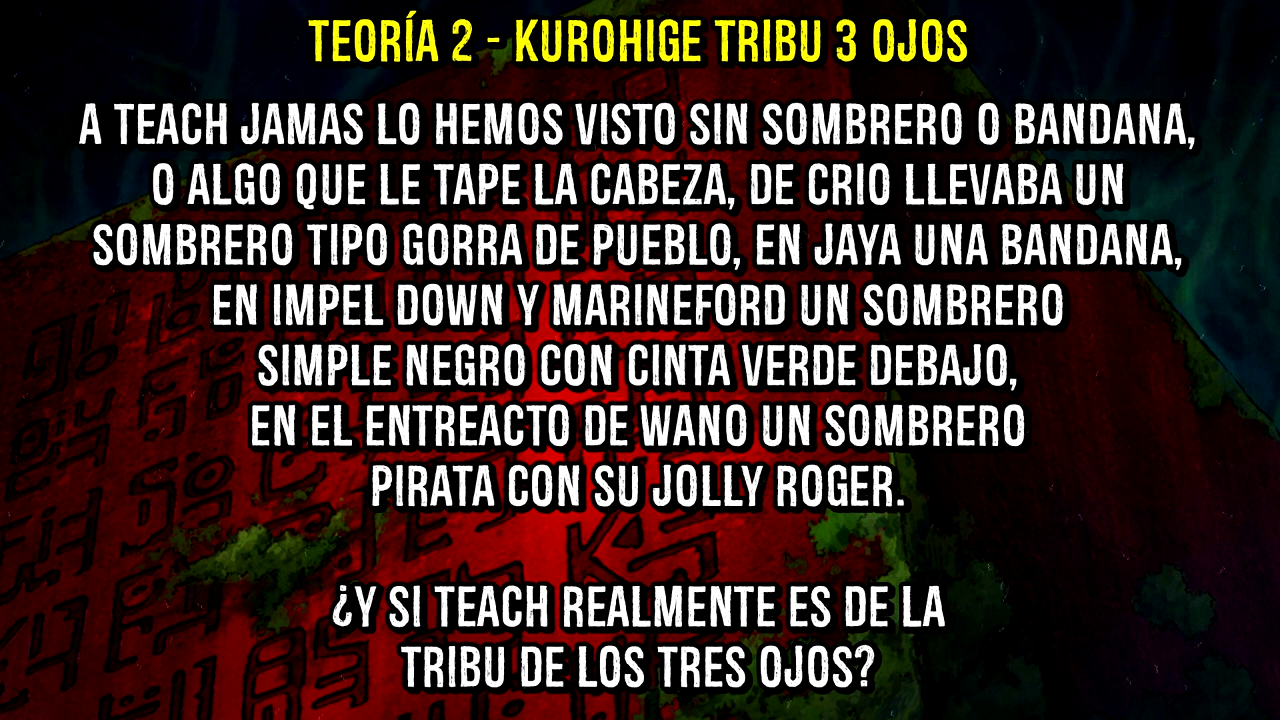 TEORÍA 2 - KUROHIGE TRIBU 3 OJOS
A TEACH JAMAS LO HEMOS VISTO SIN SOMBRERO O BANDANA,
O ALGO QUE LE TAPE LA CABEZA, DE CRIO LLEVABA UN
SOMBRERO TIPO GORRA DE PUEBLO, EN JAYA UNA BANDANA,
EN IMPEL DOWN Y MARINEFORD UN SOMBRERO
SIMPLE NEGRO CON CINTA VERDE DEBAJO,
EN EL ENTREACTO DE WANO UN SOMBRERO
PIRATA CON SU JOLLY ROGER.
¿Y SI TEACH REALMENTE ES DE LA
TRIBU DE LOS TRES OJOS?